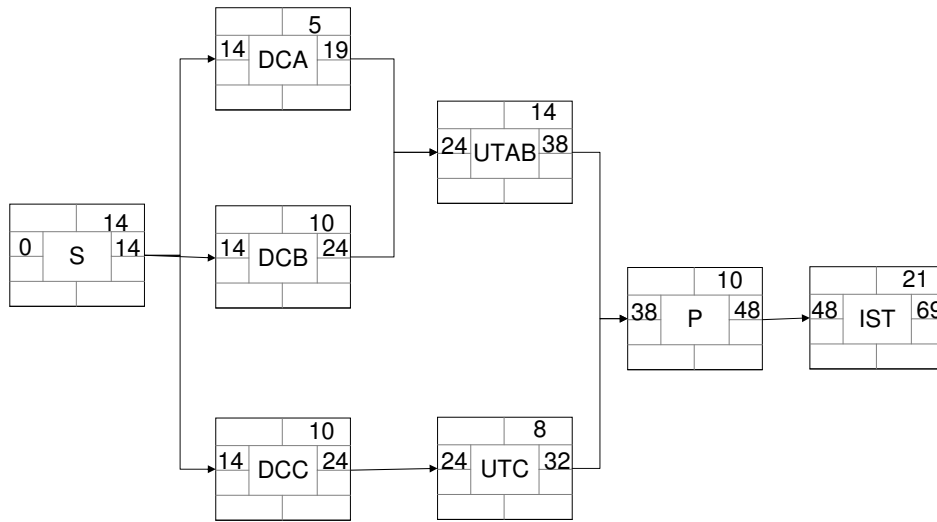 5
14 DCA 19
14
24 UTAB 38
14
0 S 14
10
14 DCB 24
10
38 P 48
21
48 IST 69
10
14 DCC 24
8
24 UTC 32